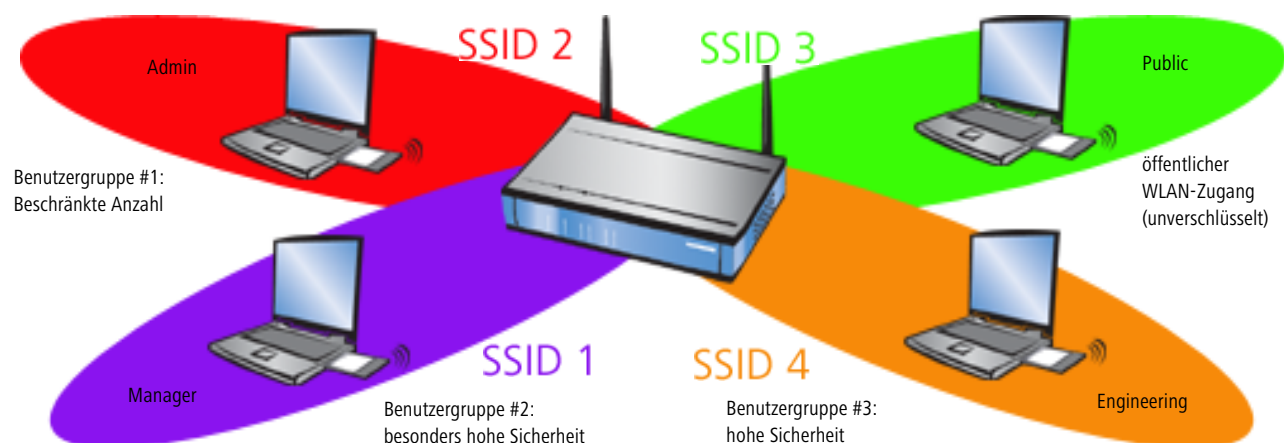 SSID 2
Admin
Benutzergruppe #1:
Beschränkte Anzahl
SSID 3
Public
öffentlicher
WLAN-Zugang
(unverschlüsselt)
SSID 1
Manager
Benutzergruppe #2:
besonders hohe Sicherheit
SSID 4
Engineering
Benutzergruppe #3:
hohe Sicherheit